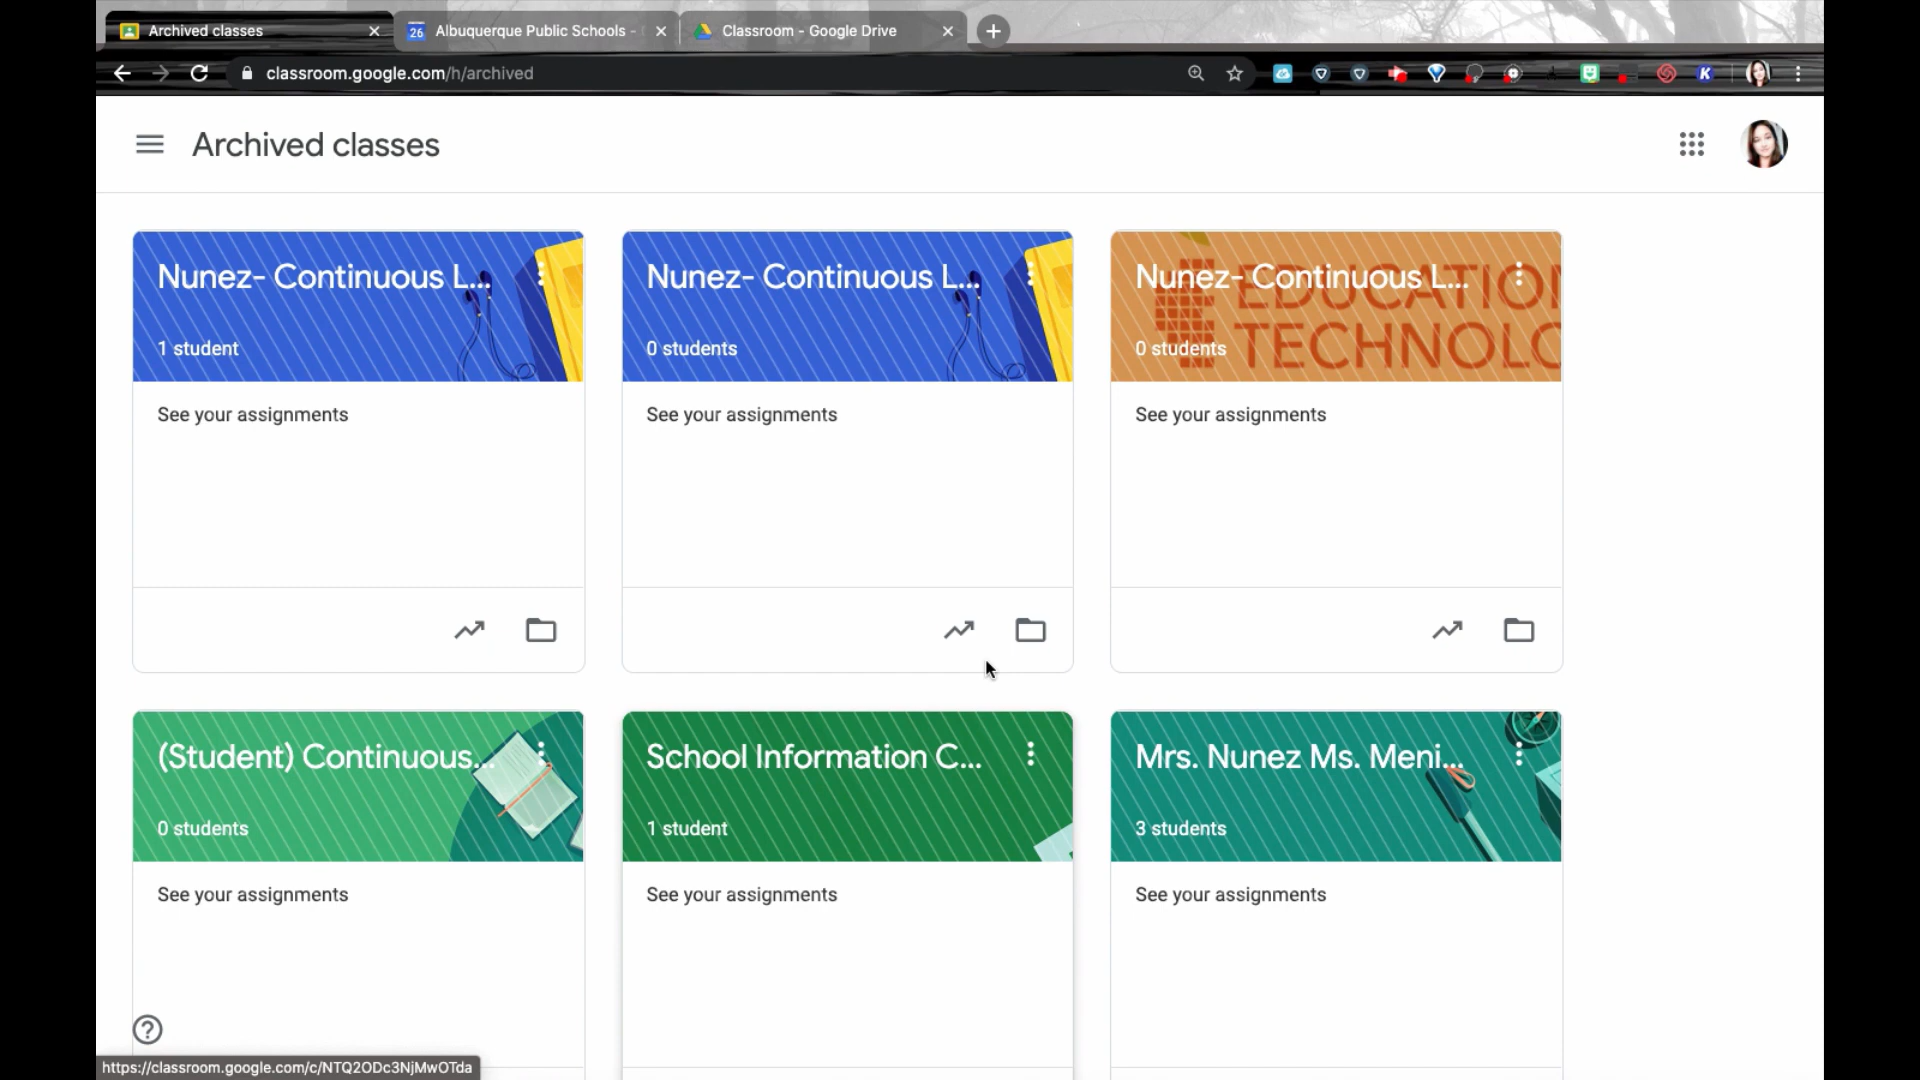 Archived classes
26 Albuquerque Public Schools -
Classroom - Google Drive
classroom.google.com/h/archived
K
Archived classes
Nunez- Continuous L...
1 student
See your assignments
Nunez- Continuous L...
0 students
See your assignments
Nunez- Continuous L...
EDUCATION
TECHNOLO
0 students
See your assignments
(Student) Continuous...
0 students
See your assignments
School Information C...
1 student
See your assignments
Mrs. Nunez Ms. Meni...
3 students
See your assignments
?
https://classroom.google.com/c/NTQ2ODc3NjMwOTda